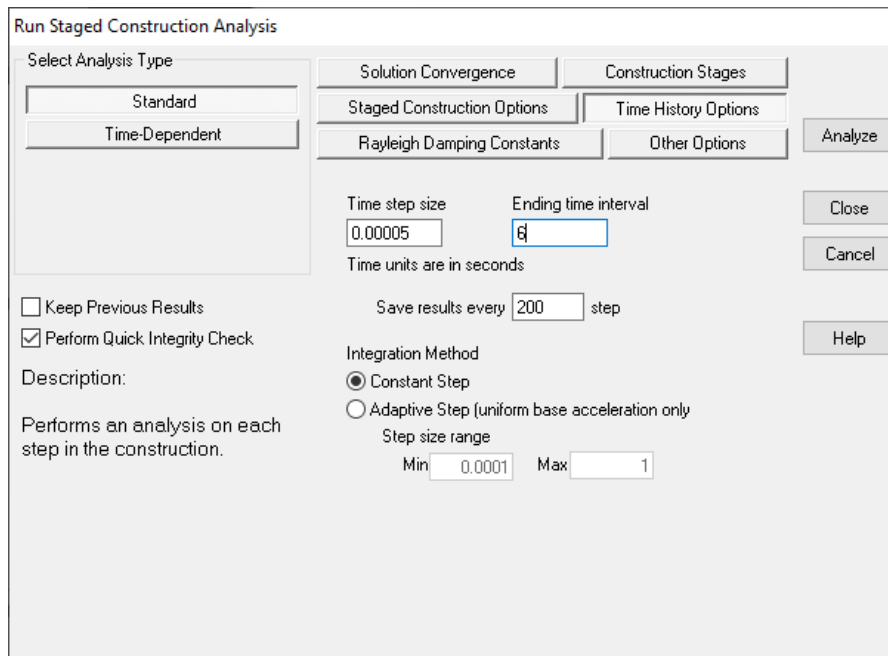 Run Staged Construction Analysis
Select Analysis Type
Standard
Time-Dependent
Solution Convergence
Construction Stages
Staged Construction Options
Time History Options
Rayleigh Damping Constants
Other Options
Analyze
Close
Cancel
Help
Time step size
Ending time interval
0.00005
6
Time units are in seconds
Save results every 200 step
Keep Previous Results
Perform Quick Integrity Check
Description:
Performs an analysis on each
step in the construction.
Integration Method
Constant Step
Adaptive Step (uniform base acceleration only
Step size range
Min 0.0001 Max 1